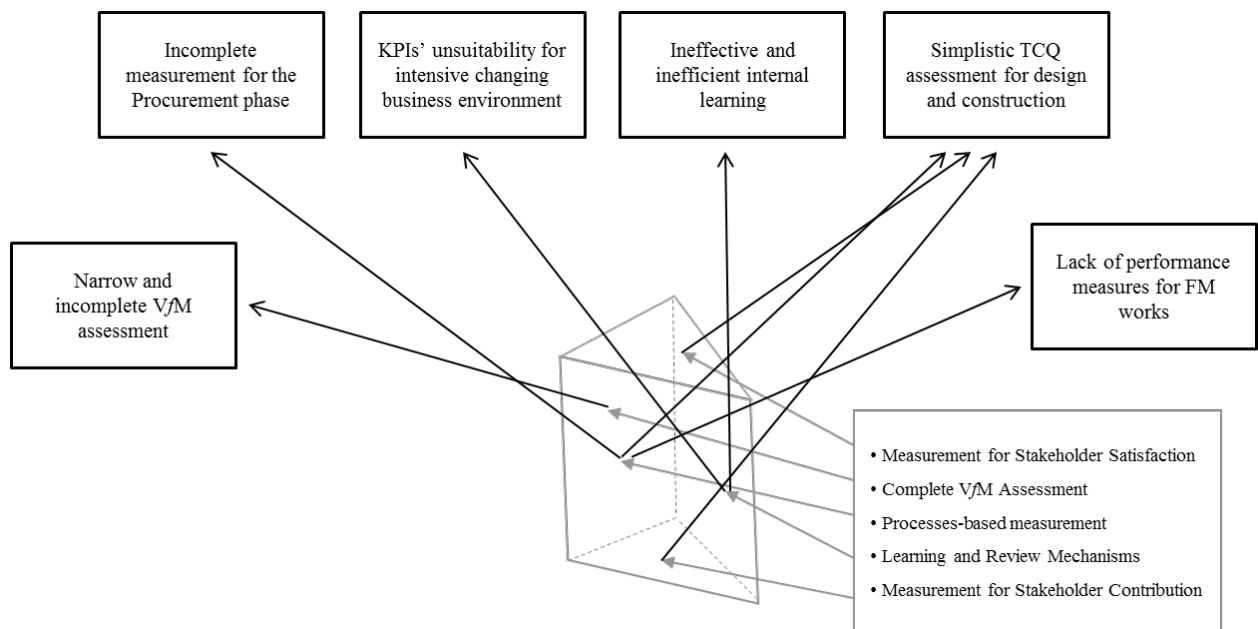 Incomplete
measurement for the
Procurement phase
KPIs’ unsuitability for
intensive changing
business environment
Ineffective and
inefficient internal
learning
Simplistic TCQ
assessment for design
and construction
Narrow and
incomplete VfM
assessment
Lack of performance
measures for FM
works
• Measurement for Stakeholder Satisfaction
• Complete VfM Assessment
• Processes-based measurement
• Learning and Review Mechanisms
• Measurement for Stakeholder Contribution